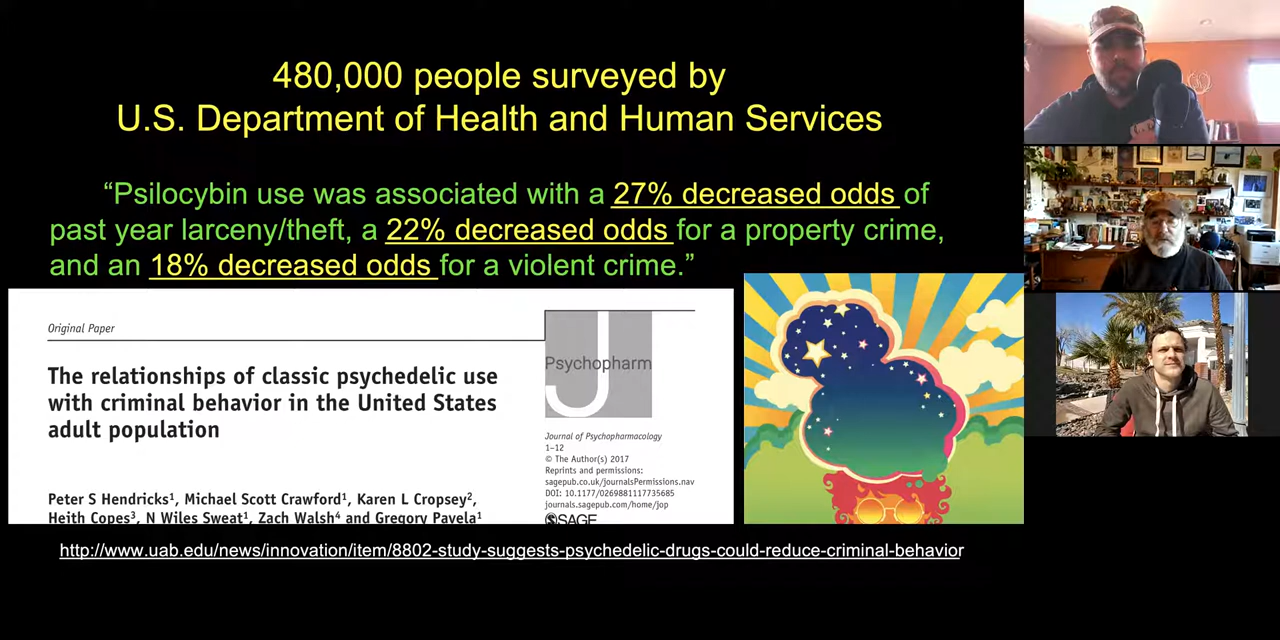 480,000 people surveyed by
U.S. Department of Health and Human Services
“Psilocybin use was associated with a 27% decreased odds of
past year larceny/theft, a 22% decreased odds for a property crime,
and an 18% decreased odds for a violent crime.”
Original Paper
The relationships of classic psychedelic use
with criminal behavior in the United States
adult population
Peter S Hendricks¹, Michael Scott Crawford¹, Karen L Cropsey²,
Heith Copes³, N Wiles Sweat¹, Zach Walsh⁴ and Gregory Pavela¹
J
Psychopharm
Journal of Psychopharmacology
1–12
© The Author(s) 2017
Reprints and permissions:
sagepub.co.uk/journalsPermissions.nav
DOI: 10.1177/0269881117735685
journals.sagepub.com/home/jop
SAGE
http://www.uab.edu/news/innovation/item/8802-study-suggests-psychedelic-drugs-could-reduce-criminal-behavior